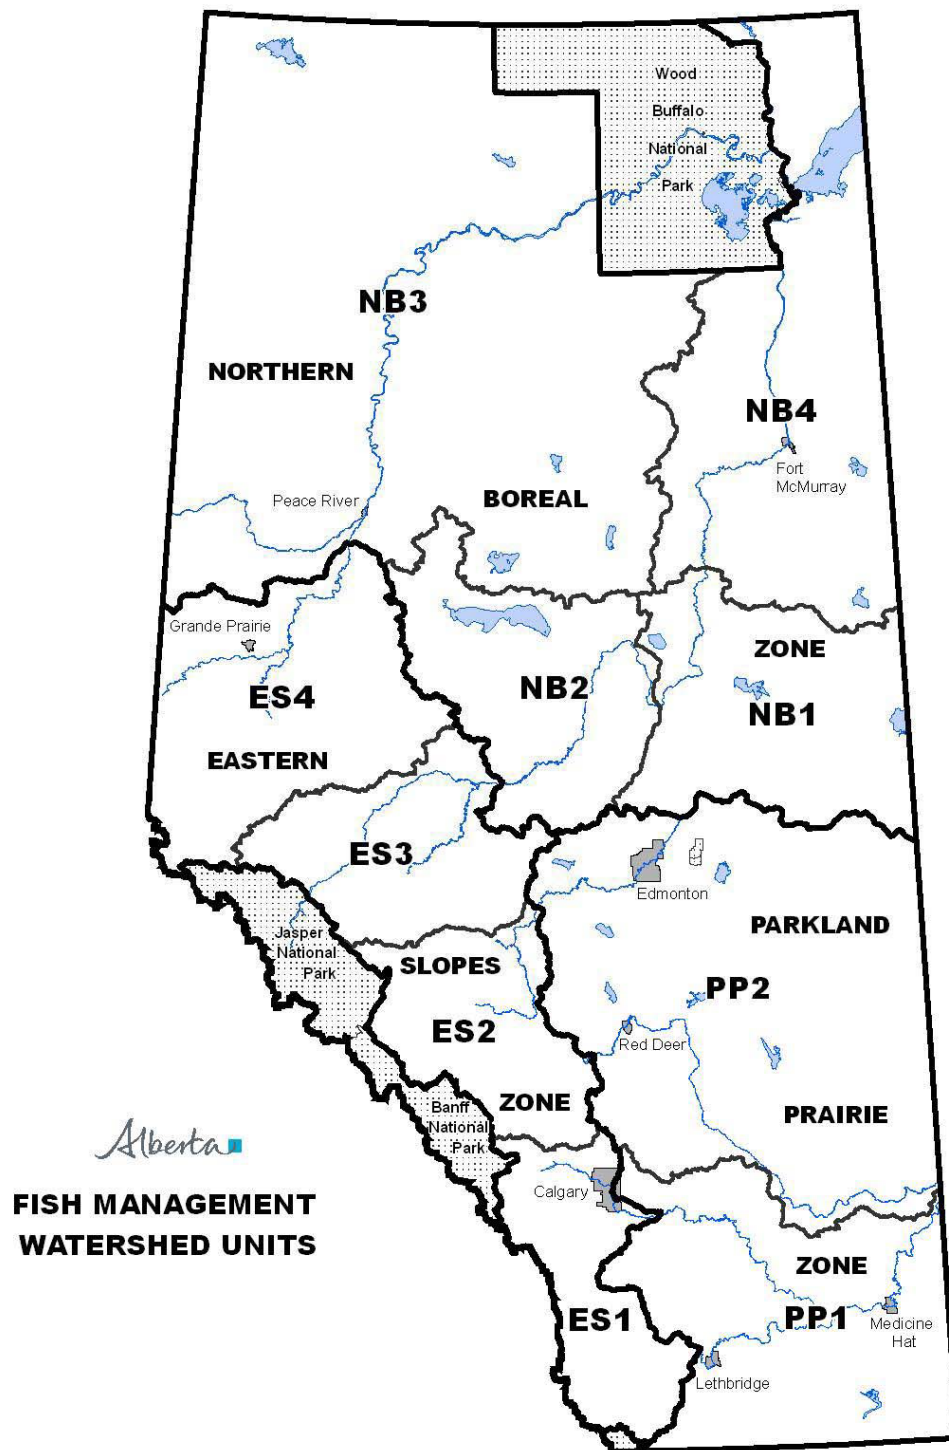 Wood
Buffalo
National
Park
NB3
NORTHERN
NB4
Fort
McMurray
Peace River
BOREAL
Grande Prairie
ZONE
ES4
NB2
NB1
EASTERN
ES3
Edmonton
PARKLAND
Jasper
National
Park
SLOPES
PP2
ES2
Red Deer
ZONE
Banff
National
Park
PRAIRIE
Alberta
Calgary
FISH MANAGEMENT
WATERSHED UNITS
ZONE
ES1
PP1
Medicine
Hat
Lethbridge